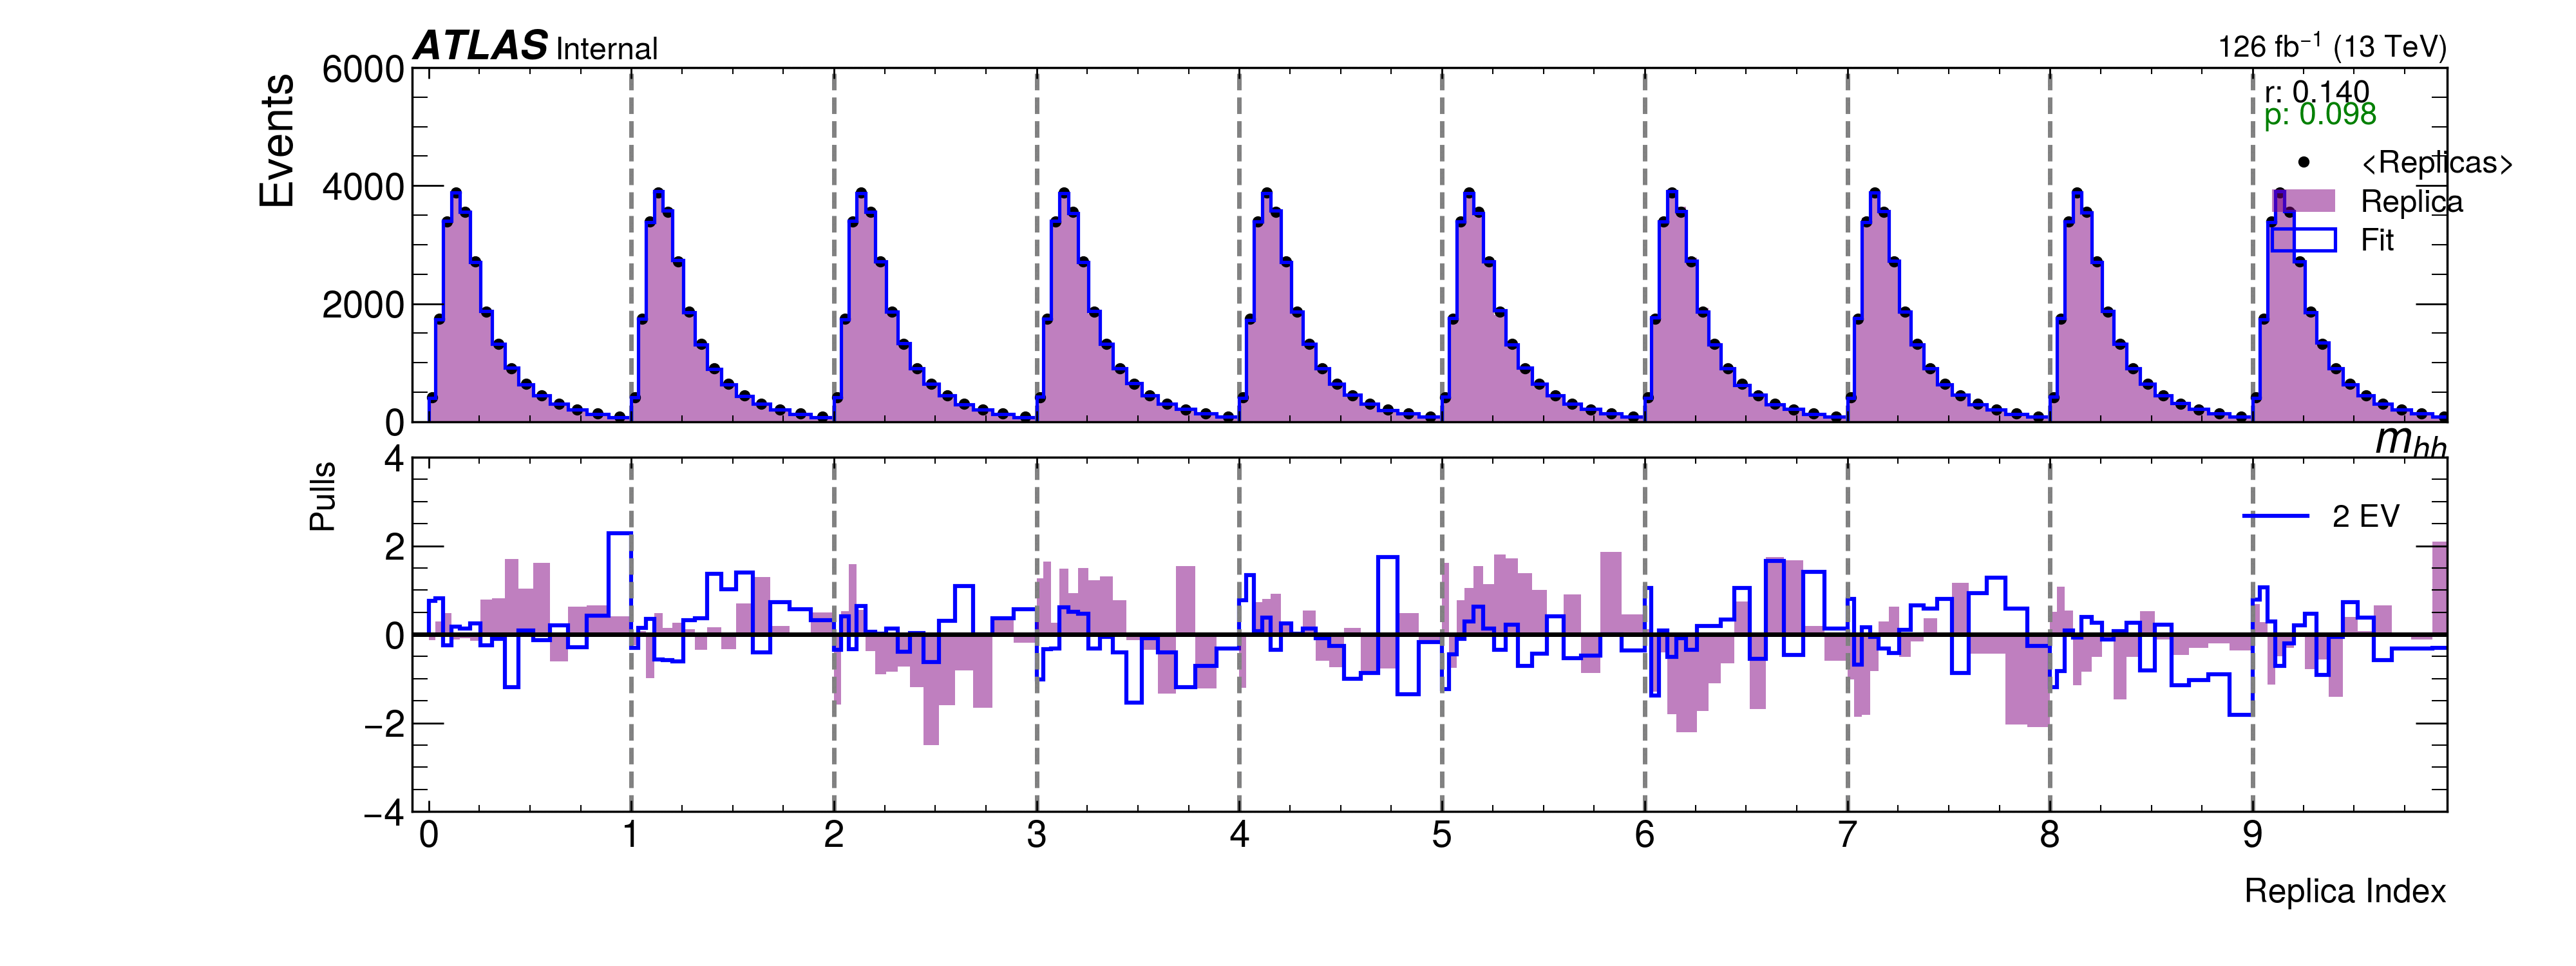 ATLAS Internal
126 fb⁻¹ (13 TeV)
Events
6000
4000
2000
0
r: 0.140
p: 0.098
<Replicas>
Replica
Fit
m_hh
Pulls
4
2
0
−2
−4
2 EV
0 1 2 3 4 5 6 7 8 9
Replica Index